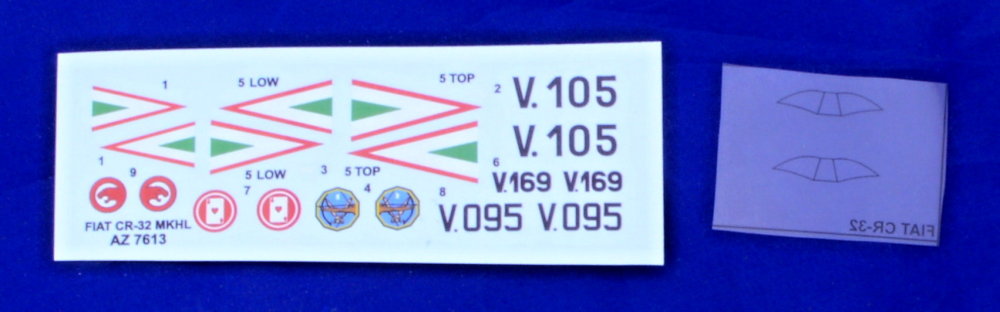 1
5 LOW
5 TOP
2
V.105
V.105
1
9
5 LOW
7
3
5 TOP
4
6
8
V.169 V.169
V.095 V.095
FIAT CR-32 MKHL
AZ 7613
FIAT CR-32